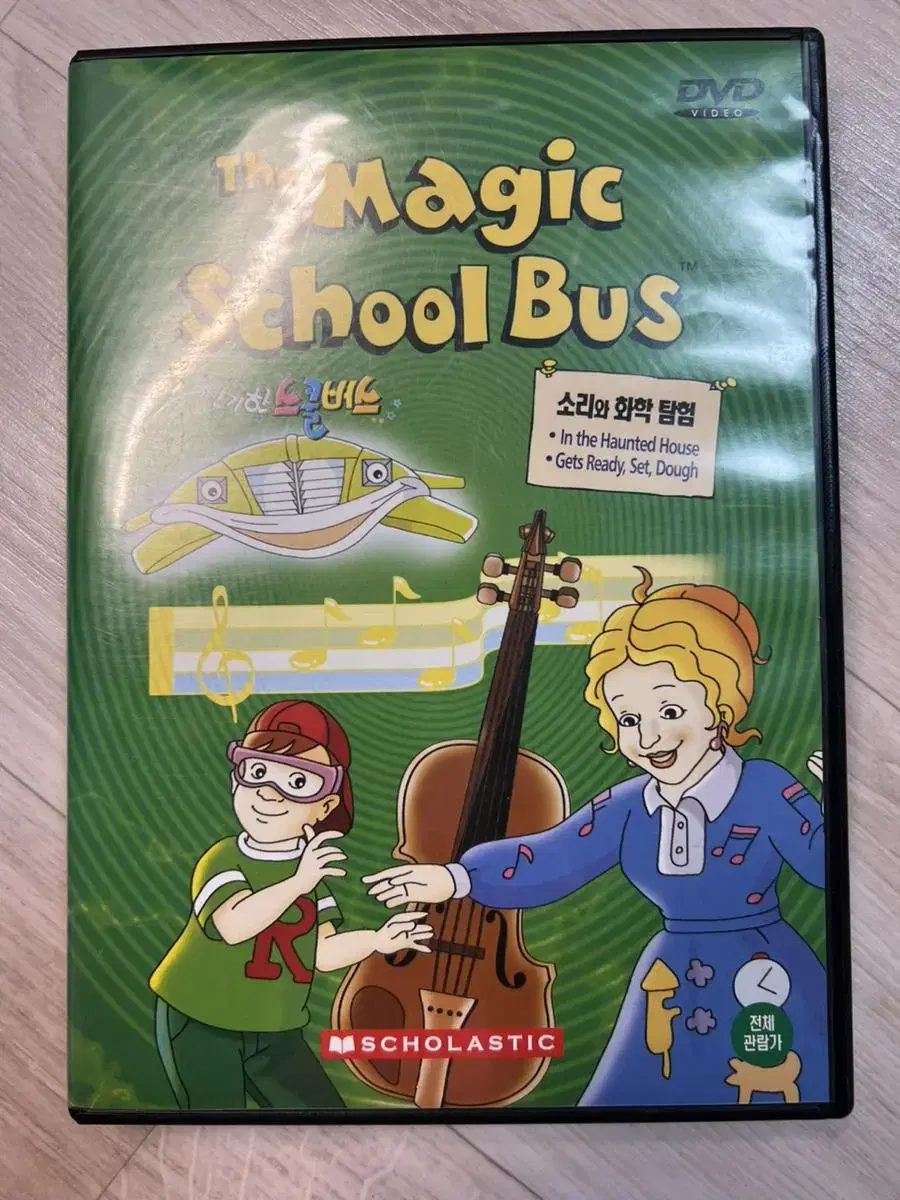 DVD
VIDEO
The Magic
School Bus™
스쿨버스
소리와 화학 탐험
• In the Haunted House
• Gets Ready, Set, Dough
R
SCHOLASTIC
전체
관람가